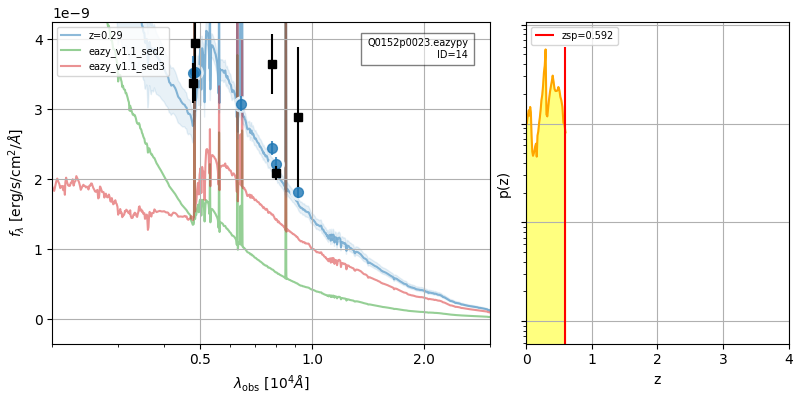 1e−9
z=0.29
eazy_v1.1_sed2
eazy_v1.1_sed3
Q0152p0023.eazypy
ID=14
4
3
2
1
0
fλ [erg/s/cm²/Å]
0.5
1.0
2.0
λobs [10⁴Å]
zsp=0.592
p(z)
0
1
2
3
4
z